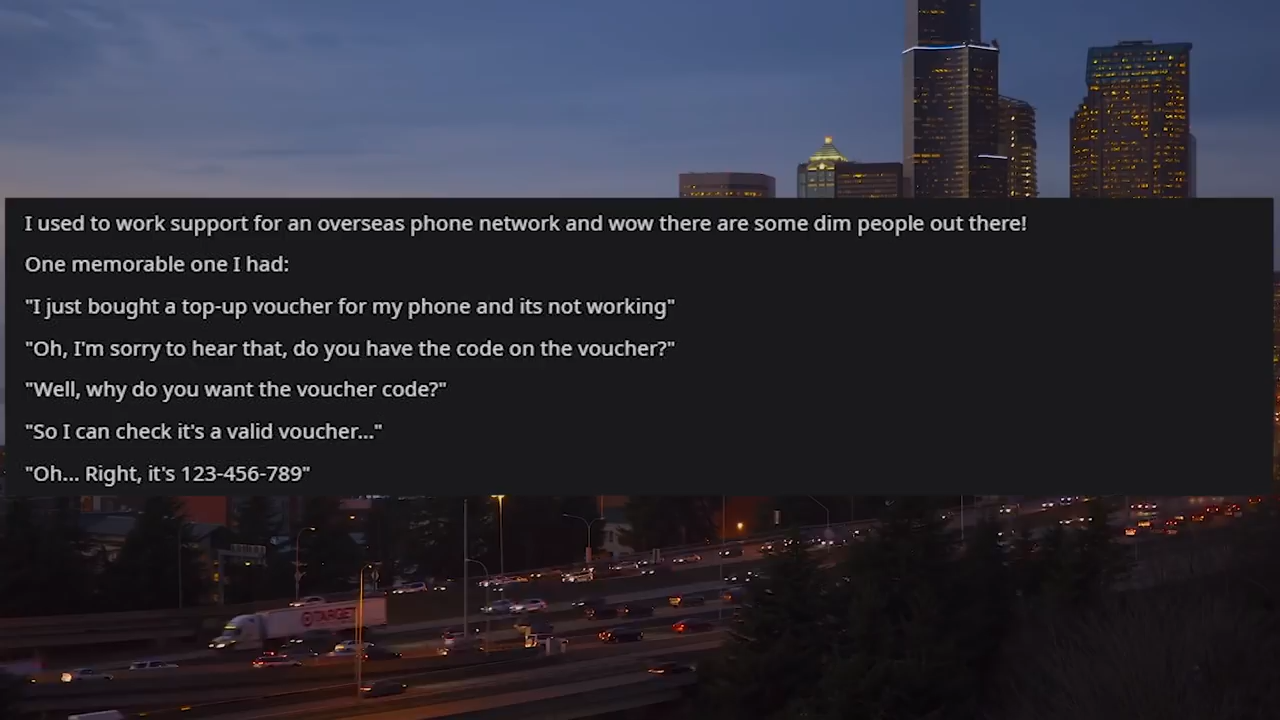 I used to work support for an overseas phone network and wow there are some dim people out there!
One memorable one I had:
"I just bought a top-up voucher for my phone and its not working"
"Oh, I'm sorry to hear that, do you have the code on the voucher?"
"Well, why do you want the voucher code?"
"So I can check it's a valid voucher..."
"Oh... Right, it's 123-456-789"
TARGET